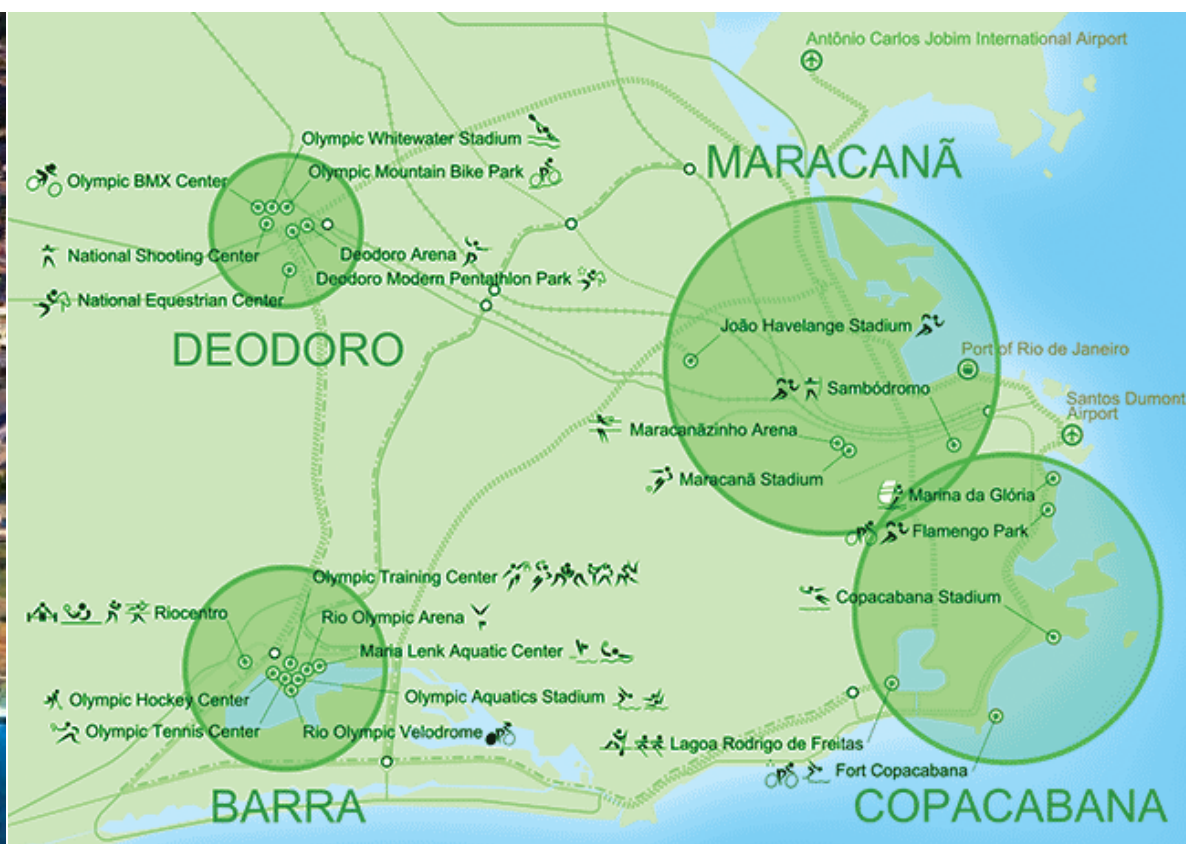 Antônio Carlos Jobim International Airport
Olympic Whitewater Stadium
MARACANÃ
Olympic Mountain Bike Park
Olympic BMX Center
National Shooting Center
Deodoro Arena
Deodoro Modern Pentathlon Park
National Equestrian Center
João Havelange Stadium
DEODORO
Port of Rio de Janeiro
Sambódromo
Santos Dumont
Airport
Maracanãzinho Arena
Maracanã Stadium
Marina da Glória
Flamengo Park
Olympic Training Center
Copacabana Stadium
Riocentro
Rio Olympic Arena
Maria Lenk Aquatic Center
Olympic Hockey Center
Olympic Aquatics Stadium
Olympic Tennis Center
Rio Olympic Velodrome
Lagoa Rodrigo de Freitas
Fort Copacabana
BARRA
COPACABANA